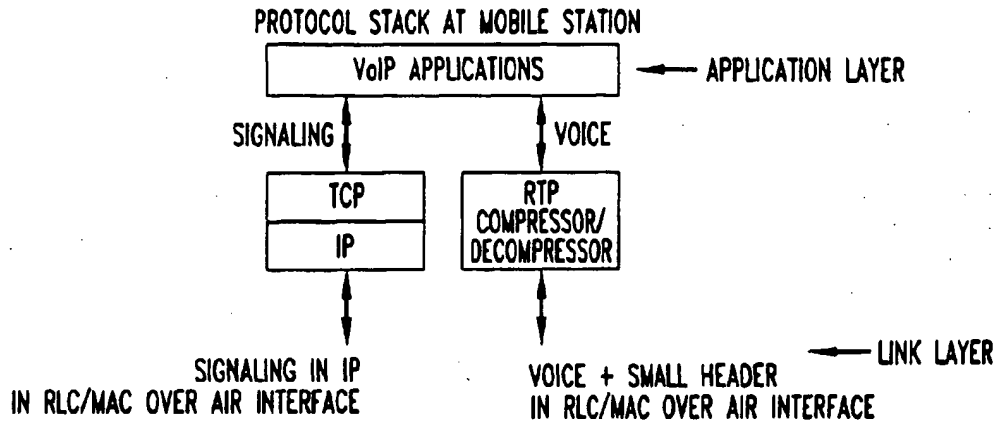 PROTOCOL STACK AT MOBILE STATION
VoIP APPLICATIONS
APPLICATION LAYER
SIGNALING
VOICE
TCP
IP
RTP
COMPRESSOR/
DECOMPRESSOR
LINK LAYER
SIGNALING IN IP
IN RLC/MAC OVER AIR INTERFACE
VOICE + SMALL HEADER
IN RLC/MAC OVER AIR INTERFACE